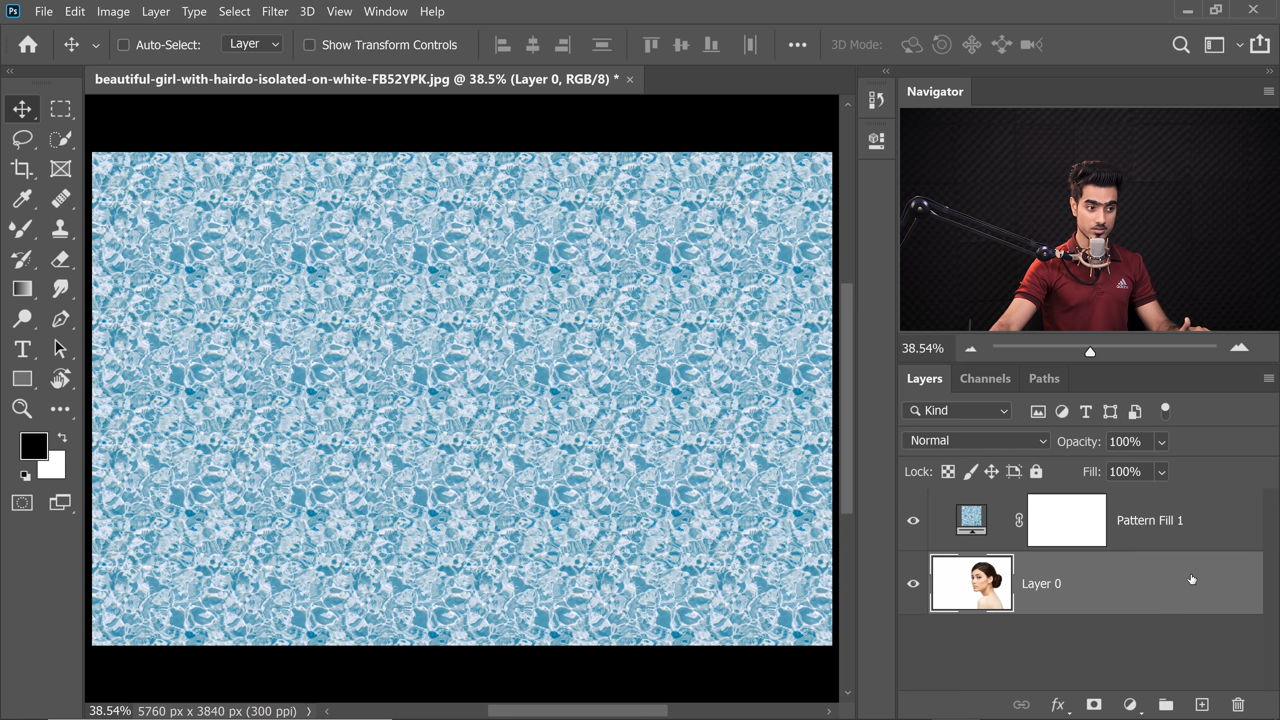 Ps File Edit Image Layer Type Select Filter 3D View Window Help
Auto-Select: Layer Show Transform Controls 3D Mode:
beautiful-girl-with-hairdo-isolated-on-white-FB52YPK.jpg @ 38.5% (Layer 0, RGB/8) *
Navigator
adidas
38.54%
Layers Channels Paths
Kind
Normal Opacity: 100%
Lock: Fill: 100%
Pattern Fill 1
Layer 0
38.54% 5760 px x 3840 px (300 ppi)
fx